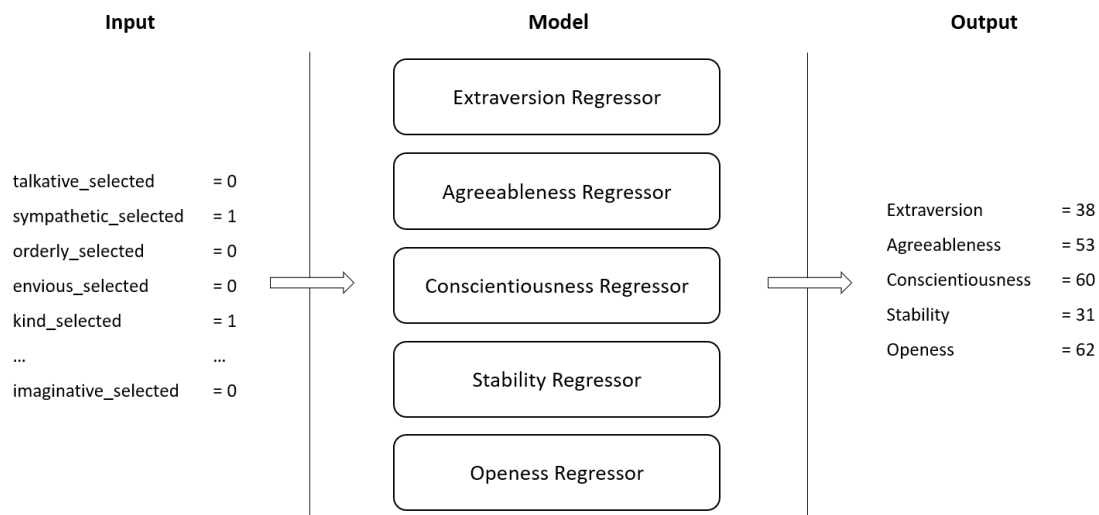 Input
talkative_selected = 0
sympathetic_selected = 1
orderly_selected = 0
envious_selected = 0
kind_selected = 1
... ...
imaginative_selected = 0
Model
Extraversion Regressor
Agreeableness Regressor
Conscientiousness Regressor
Stability Regressor
Openess Regressor
Output
Extraversion = 38
Agreeableness = 53
Conscientiousness = 60
Stability = 31
Openess = 62